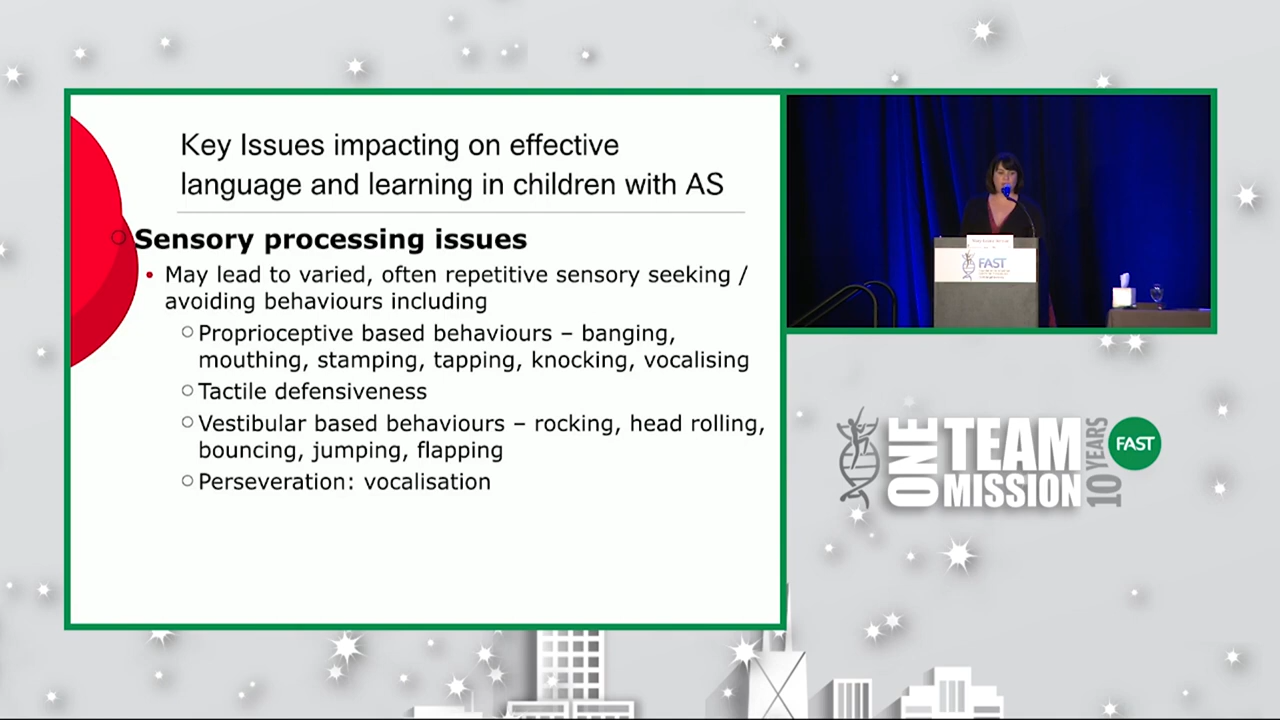 Key Issues impacting on effective
language and learning in children with AS
Sensory processing issues
May lead to varied, often repetitive sensory seeking /
avoiding behaviours including
Proprioceptive based behaviours – banging,
mouthing, stamping, tapping, knocking, vocalising
Tactile defensiveness
Vestibular based behaviours – rocking, head rolling,
bouncing, jumping, flapping
Perseveration: vocalisation
FAST
ONE
TEAM
MISSION
10 YEARS
FAST